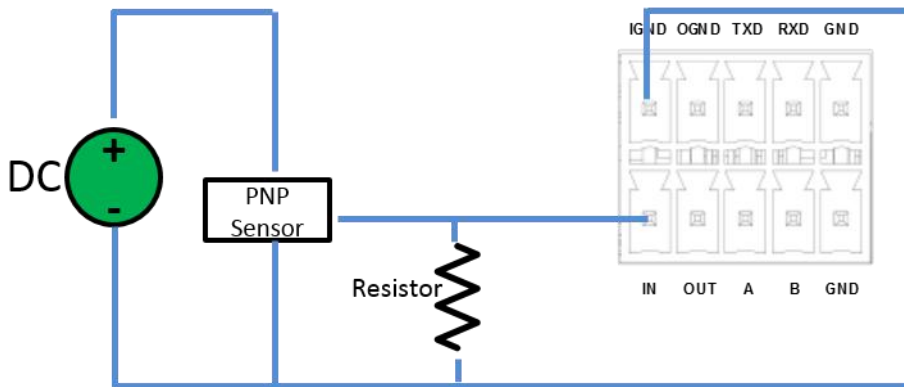 IGND OGND TXD RXD GND
+
DC
-
PNP
Sensor
Resistor
IN OUT A B GND